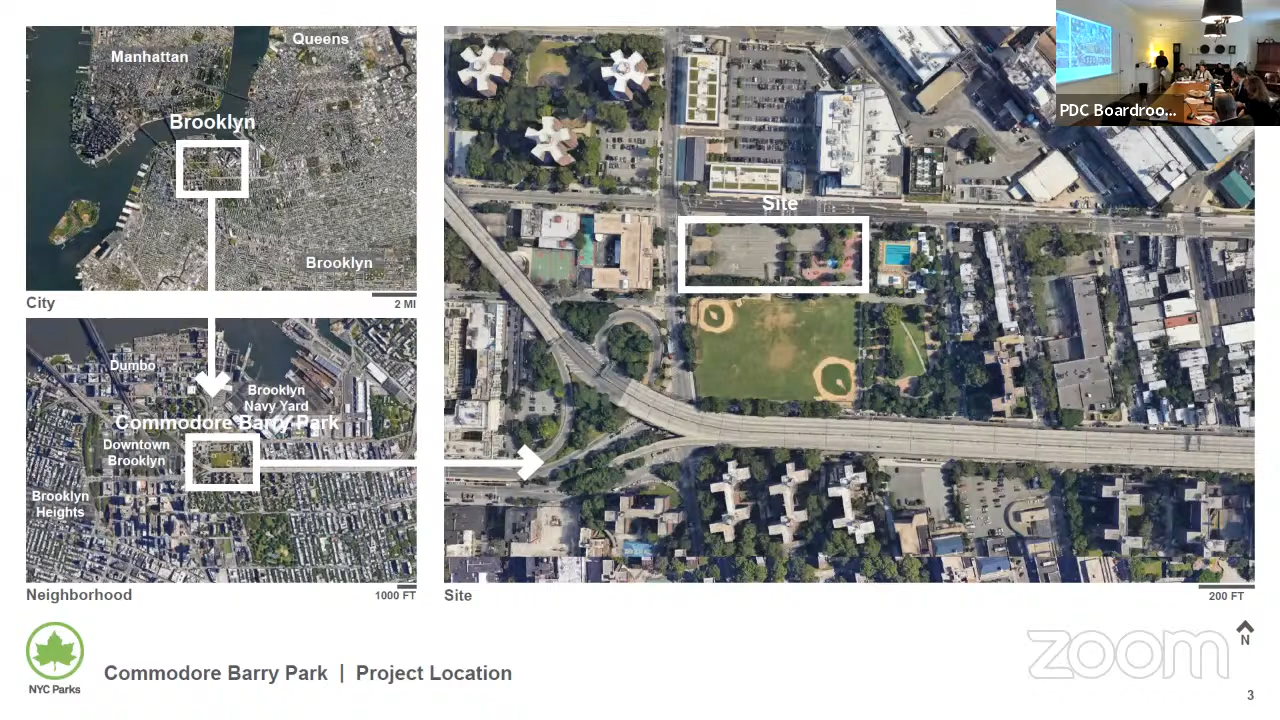 Manhattan
Queens
Brooklyn
Brooklyn
City
2 MI
Dumbo
Brooklyn
Navy Yard
Commodore Barry Park
Downtown
Brooklyn
Brooklyn
Heights
Neighborhood
1000 FT
Site
Site
200 FT
PDC Boardroo...
NYC Parks
Commodore Barry Park | Project Location
zoom
N
3